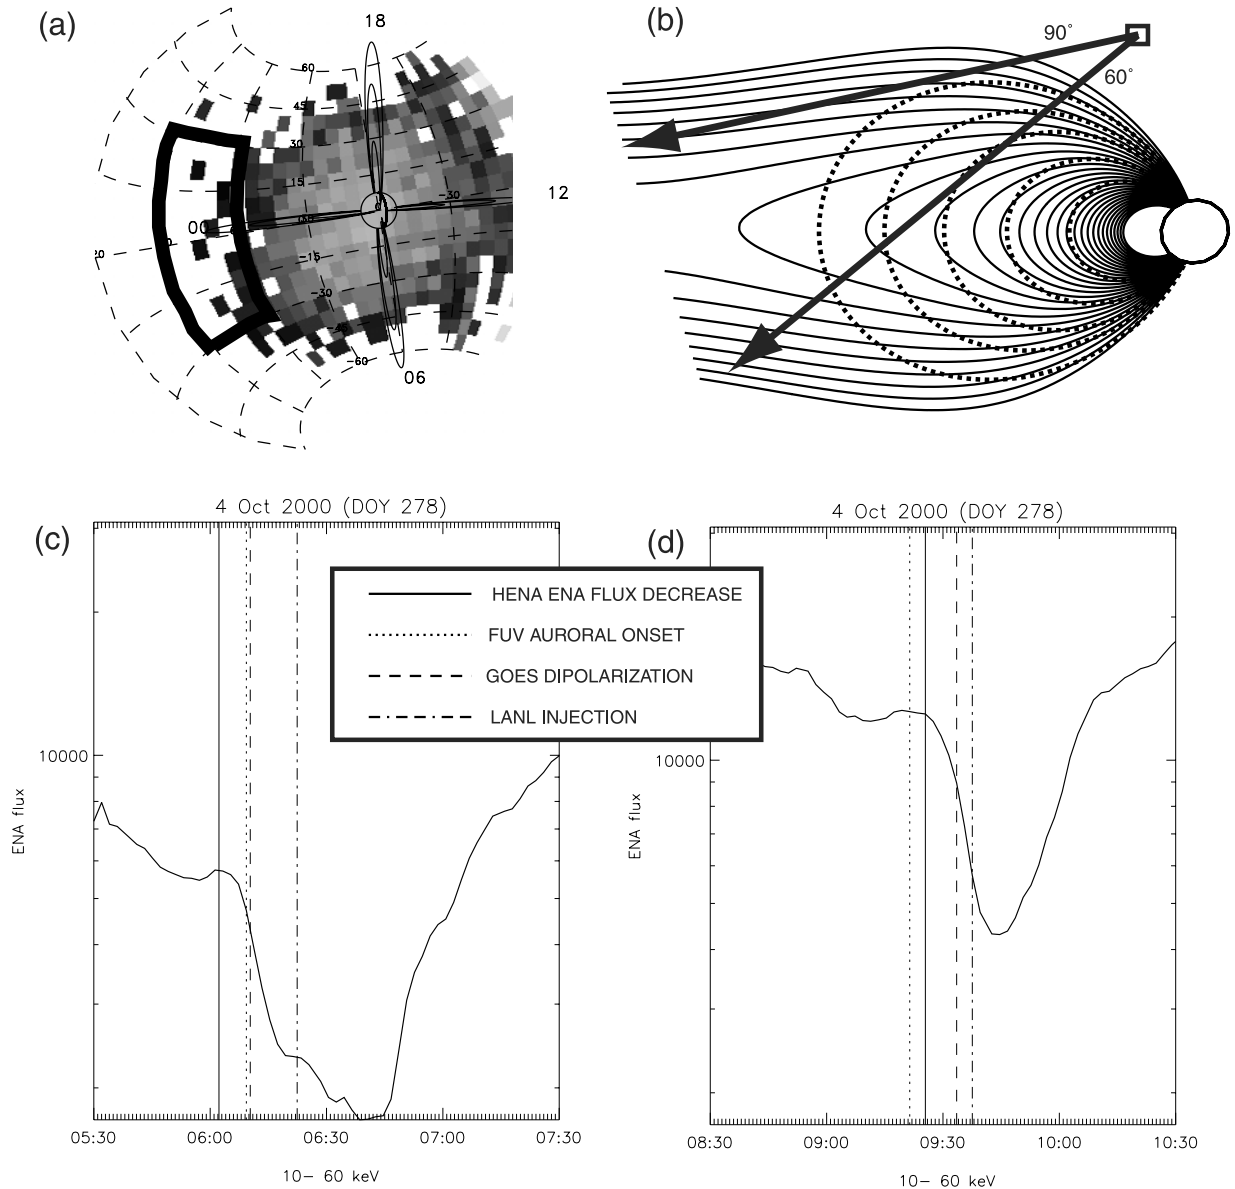 (a)
18
60
45
30
15
00
-15
-30
-45
-60
-30
0
12
00
06
20
(b)
90°
60°
(c)
4 Oct 2000 (DOY 278)
10000
ENA flux
05:30 06:00 06:30 07:00 07:30
10- 60 keV
HENA ENA FLUX DECREASE
FUV AURORAL ONSET
GOES DIPOLARIZATION
LANL INJECTION
(d)
4 Oct 2000 (DOY 278)
10000
ENA flux
08:30 09:00 09:30 10:00 10:30
10- 60 keV